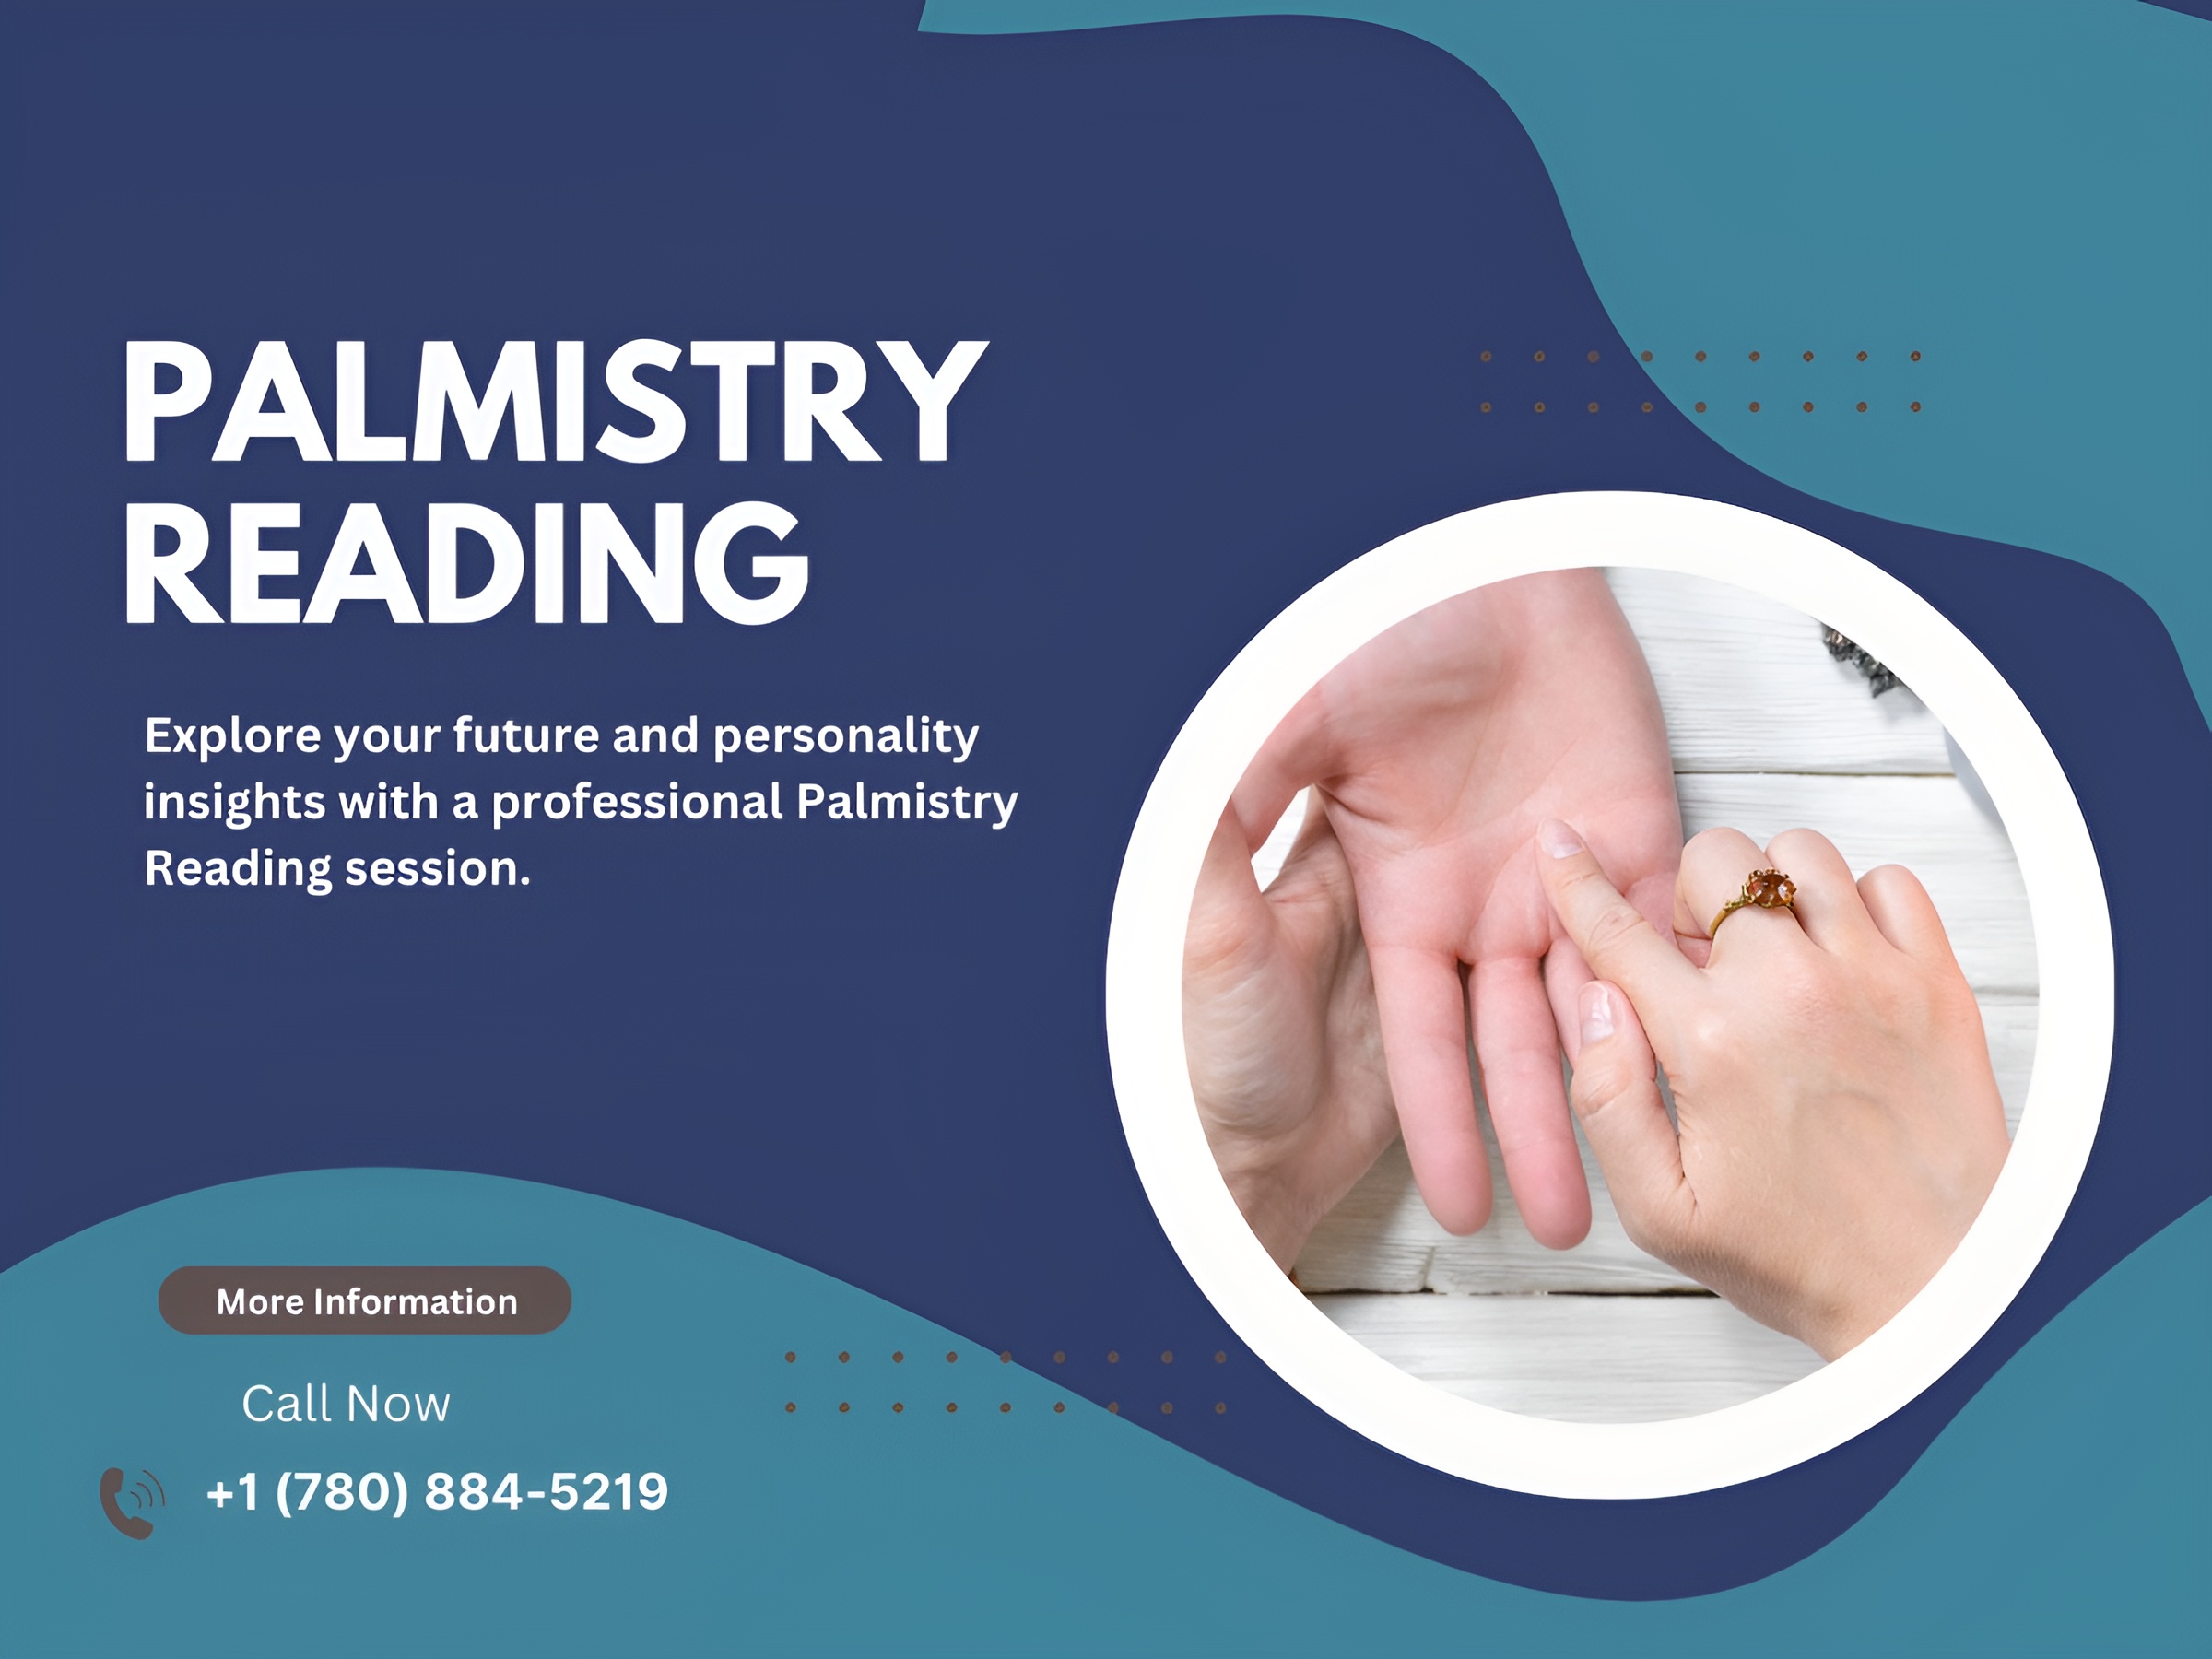 PALMISTRY
READING
Explore your future and personality
insights with a professional Palmistry
Reading session.
More Information
Call Now
+1 (780) 884-5219